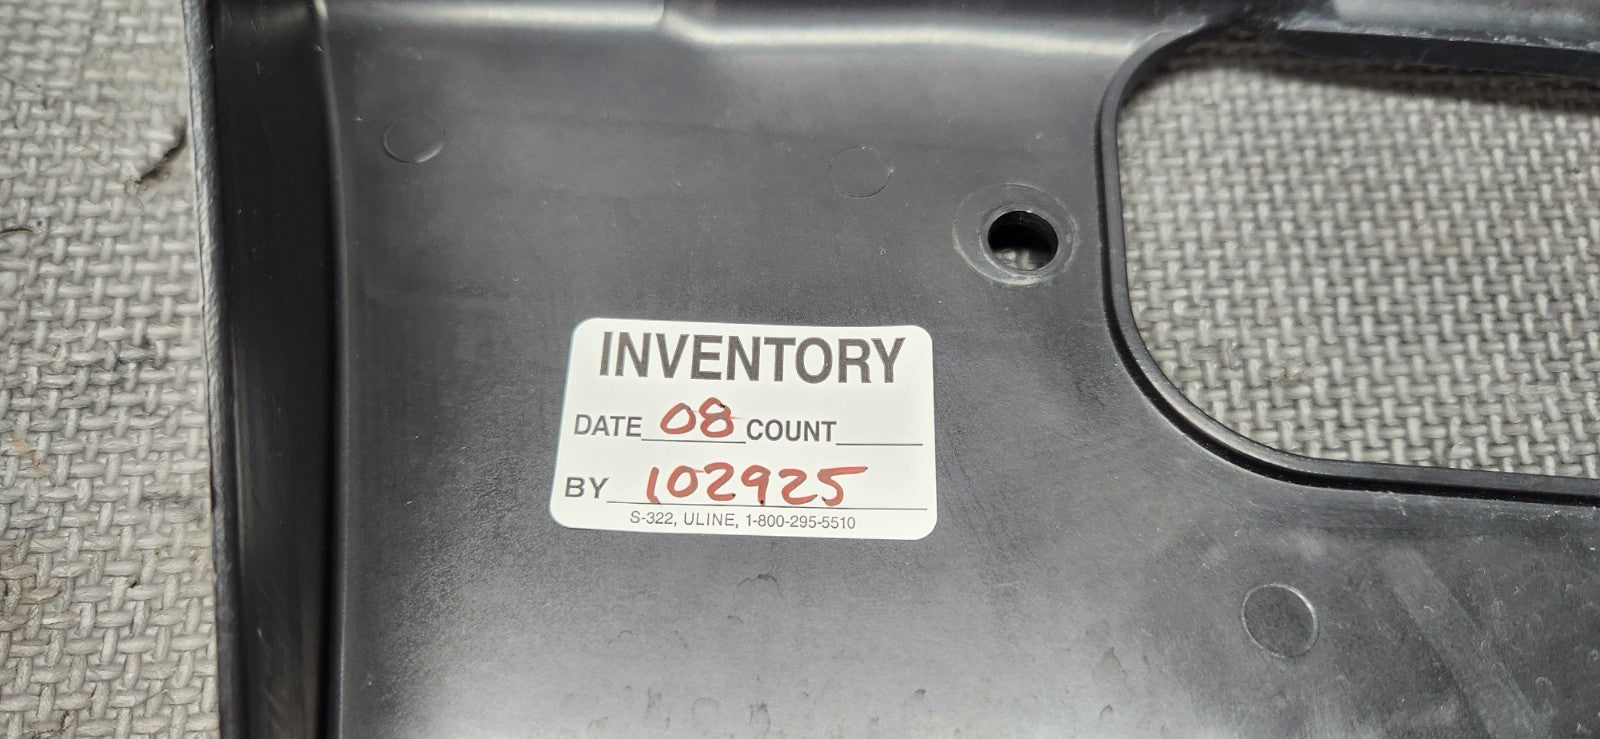 INVENTORY
DATE 08 COUNT
BY 102925
S-322, ULINE, 1-800-295-5510